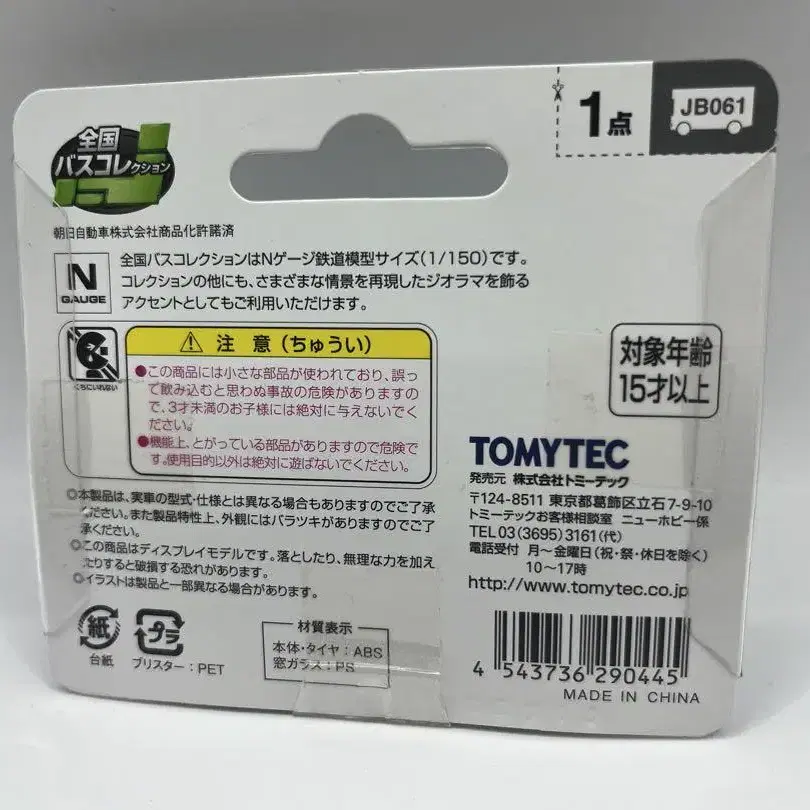 全国
バスコレクション
1点
JB061
朝日自動車株式会社商品化許諾済
N
GAUGE
全国バスコレクションはNゲージ鉄道模型サイズ(1/150)です。
コレクションの他にも、さまざまな情景を再現したジオラマを飾る
アクセントとしてもご利用いただけます。
くちにいれない
注 意(ちゅうい)
●この商品には小さな部品が使われており、誤っ
て飲み込むと思わぬ事故の危険がありますの
で、3才未満のお子様には絶対に与えないでく
ださい。
●機能上、とがっている部品がありますので危険で
す。使用目的以外は絶対に遊ばないでください。
対象年齢
15才以上
◎本製品は、実車の型式・仕様とは異なる場合もありますのでご了承
ください。また製品特性上、外観にはバラツキがありますのでご了
承ください。
◎この商品はディスプレイモデルです。落としたり、無理な力を加え
たりすると破損する恐れがあります。
◎イラストは製品と一部異なる場合があります。
TOMYTEC
発売元 株式会社トミーテック
〒124-8511 東京都葛飾区立石7-9-10
トミーテックお客様相談室 ニューホビー係
TEL 03(3695)3161(代)
電話受付 月~金曜日(祝・祭・休日を除く)
10~17時
http://www.tomytec.co.jp
紙
台紙
プラ
ブリスター:PET
材質表示
本体・タイヤ:ABS
窓ガラス:PS
4 543736 290445
MADE IN CHINA